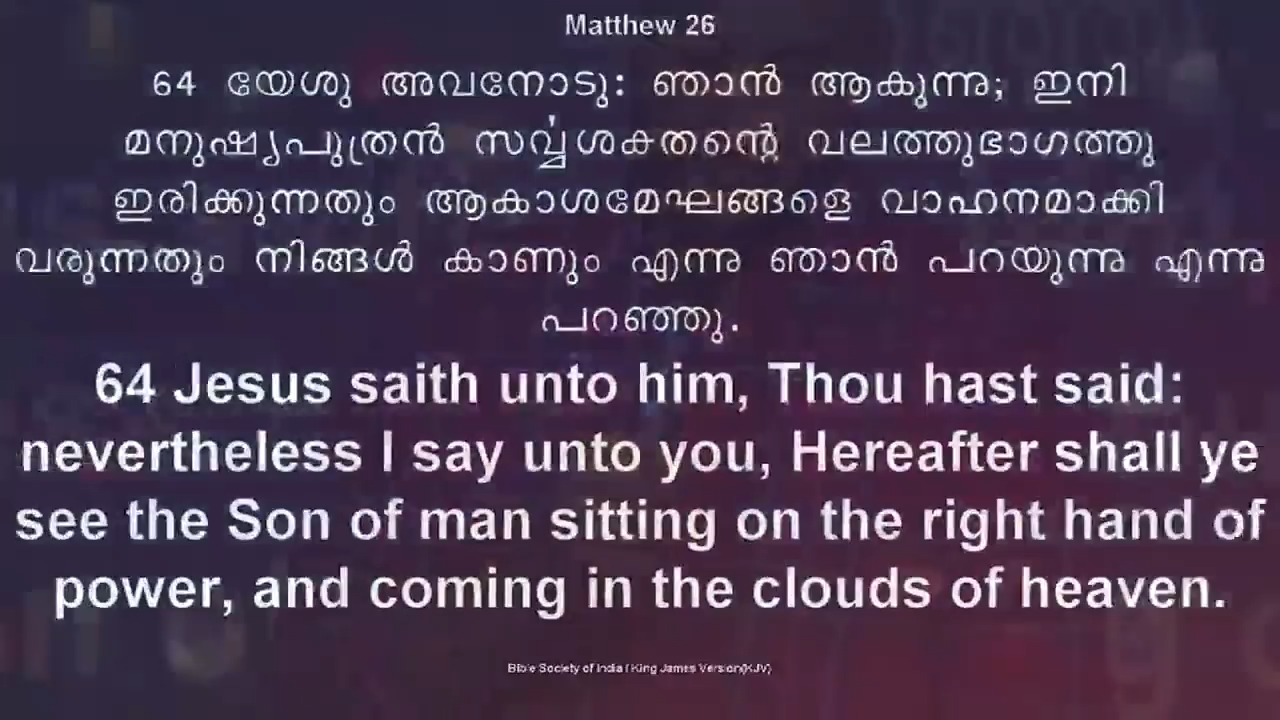 Matthew 26
64 യേശു അവനോടു: ഞാൻ ആകുന്നു; ഇനി
മനുഷ്യപുത്രൻ സർവ്വശക്തന്റെ വലത്തുഭാഗത്തു
ഇരിക്കുന്നതും ആകാശമേഘങ്ങളെ വാഹനമാക്കി
വരുന്നതും നിങ്ങൾ കാണും എന്നു ഞാൻ പറയുന്നു എന്നു
പറഞ്ഞു.
64 Jesus saith unto him, Thou hast said:
nevertheless I say unto you, Hereafter shall ye
see the Son of man sitting on the right hand of
power, and coming in the clouds of heaven.
Bible Society of India / King James Version(KJV)